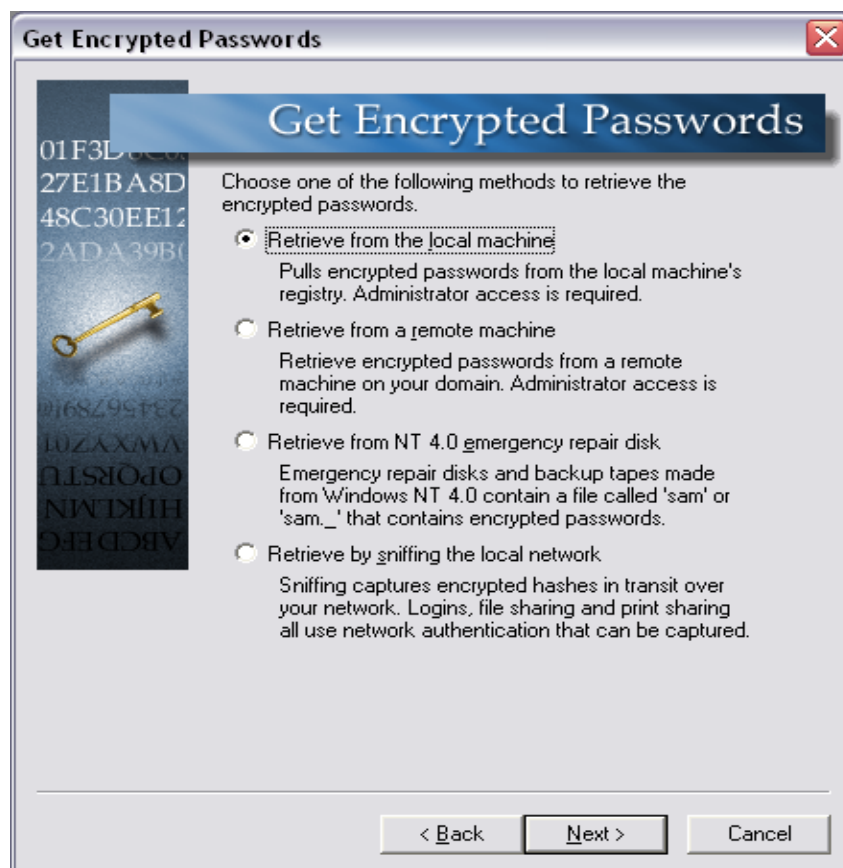 Get Encrypted Passwords
Get Encrypted Passwords
27E1BA8D
48C30EE12
2ADA39B(
Choose one of the following methods to retrieve the
encrypted passwords.
Retrieve from the local machine
Pulls encrypted passwords from the local machine's
registry. Administrator access is required.
Retrieve from a remote machine
Retrieve encrypted passwords from a remote
machine on your domain. Administrator access is
required.
Retrieve from NT 4.0 emergency repair disk
Emergency repair disks and backup tapes made
from Windows NT 4.0 contain a file called 'sam' or
'sam._' that contains encrypted passwords.
Retrieve by sniffing the local network
Sniffing captures encrypted hashes in transit over
your network. Logins, file sharing and print sharing
all use network authentication that can be captured.
< Back
Next >
Cancel